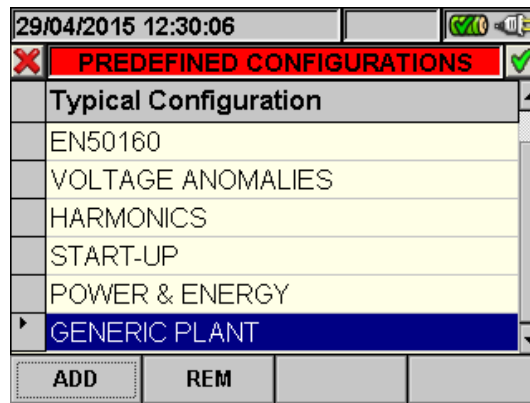 29/04/2015 12:30:06
PREDEFINED CONFIGURATIONS
Typical Configuration
EN50160
VOLTAGE ANOMALIES
HARMONICS
START-UP
POWER & ENERGY
GENERIC PLANT
ADD REM